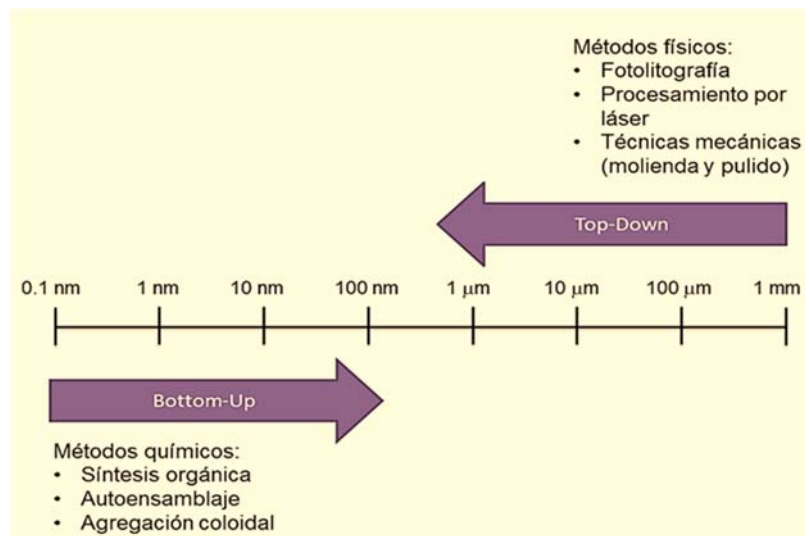 Métodos físicos:
• Fotolitografía
• Procesamiento por
láser
• Técnicas mecánicas
(molienda y pulido)
Top-Down
0.1 nm 1 nm 10 nm 100 nm 1 μm 10 μm 100 μm 1 mm
Bottom-Up
Métodos químicos:
• Síntesis orgánica
• Autoensamblaje
• Agregación coloidal